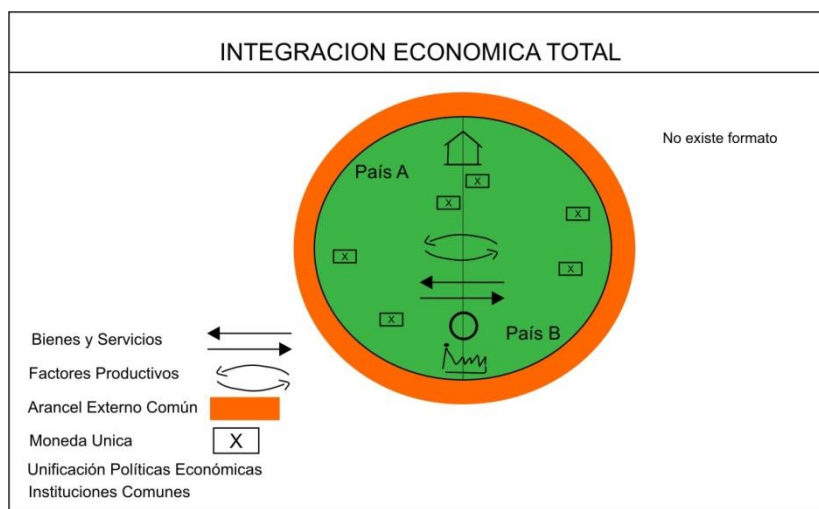 INTEGRACION ECONOMICA TOTAL
No existe formato
País A
X
X
X
X
X
X
País B
Bienes y Servicios
Factores Productivos
Arancel Externo Común
Moneda Unica
X
Unificación Políticas Económicas
Instituciones Comunes